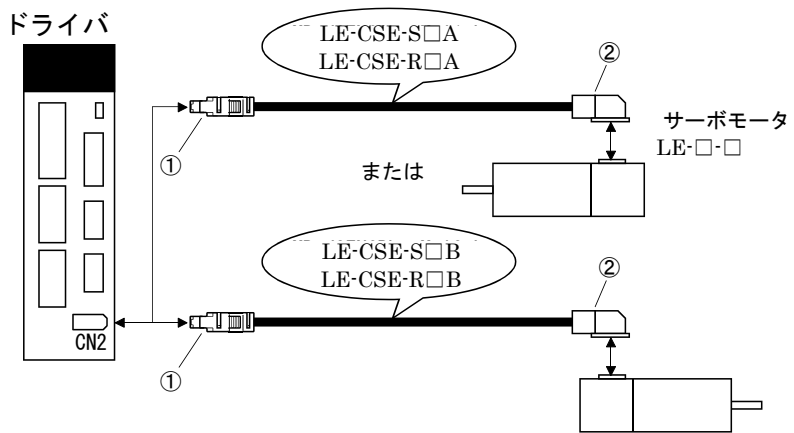 ドライバ
LE-CSE-S□A
LE-CSE-R□A
②
①
サーボモータ
LE-□-□
または
LE-CSE-S□B
LE-CSE-R□B
②
CN2
①